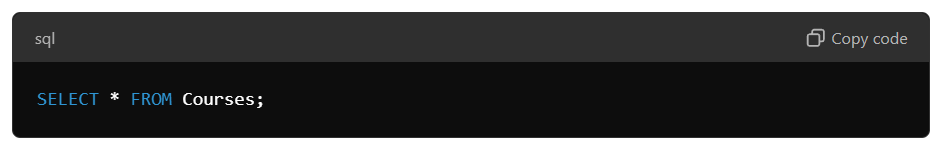 sql
Copy code
SELECT * FROM Courses;